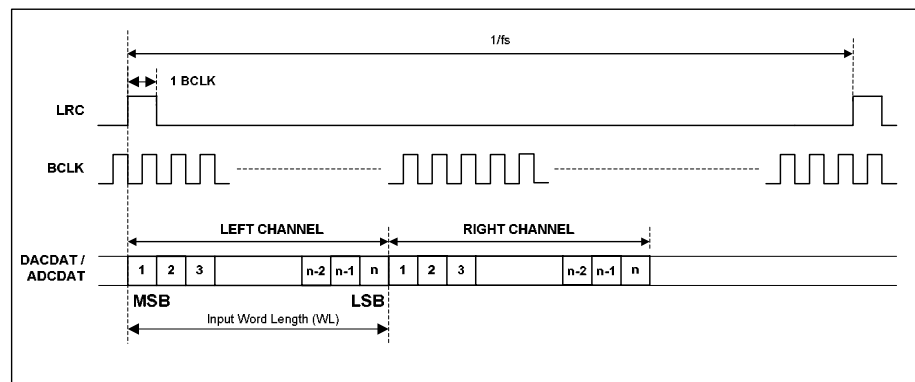 1/fs
1 BCLK
LRC
BCLK
LEFT CHANNEL RIGHT CHANNEL
DACDAT /
ADCDAT
1 2 3 n-2 n-1 n 1 2 3 n-2 n-1 n
MSB LSB
Input Word Length (WL)